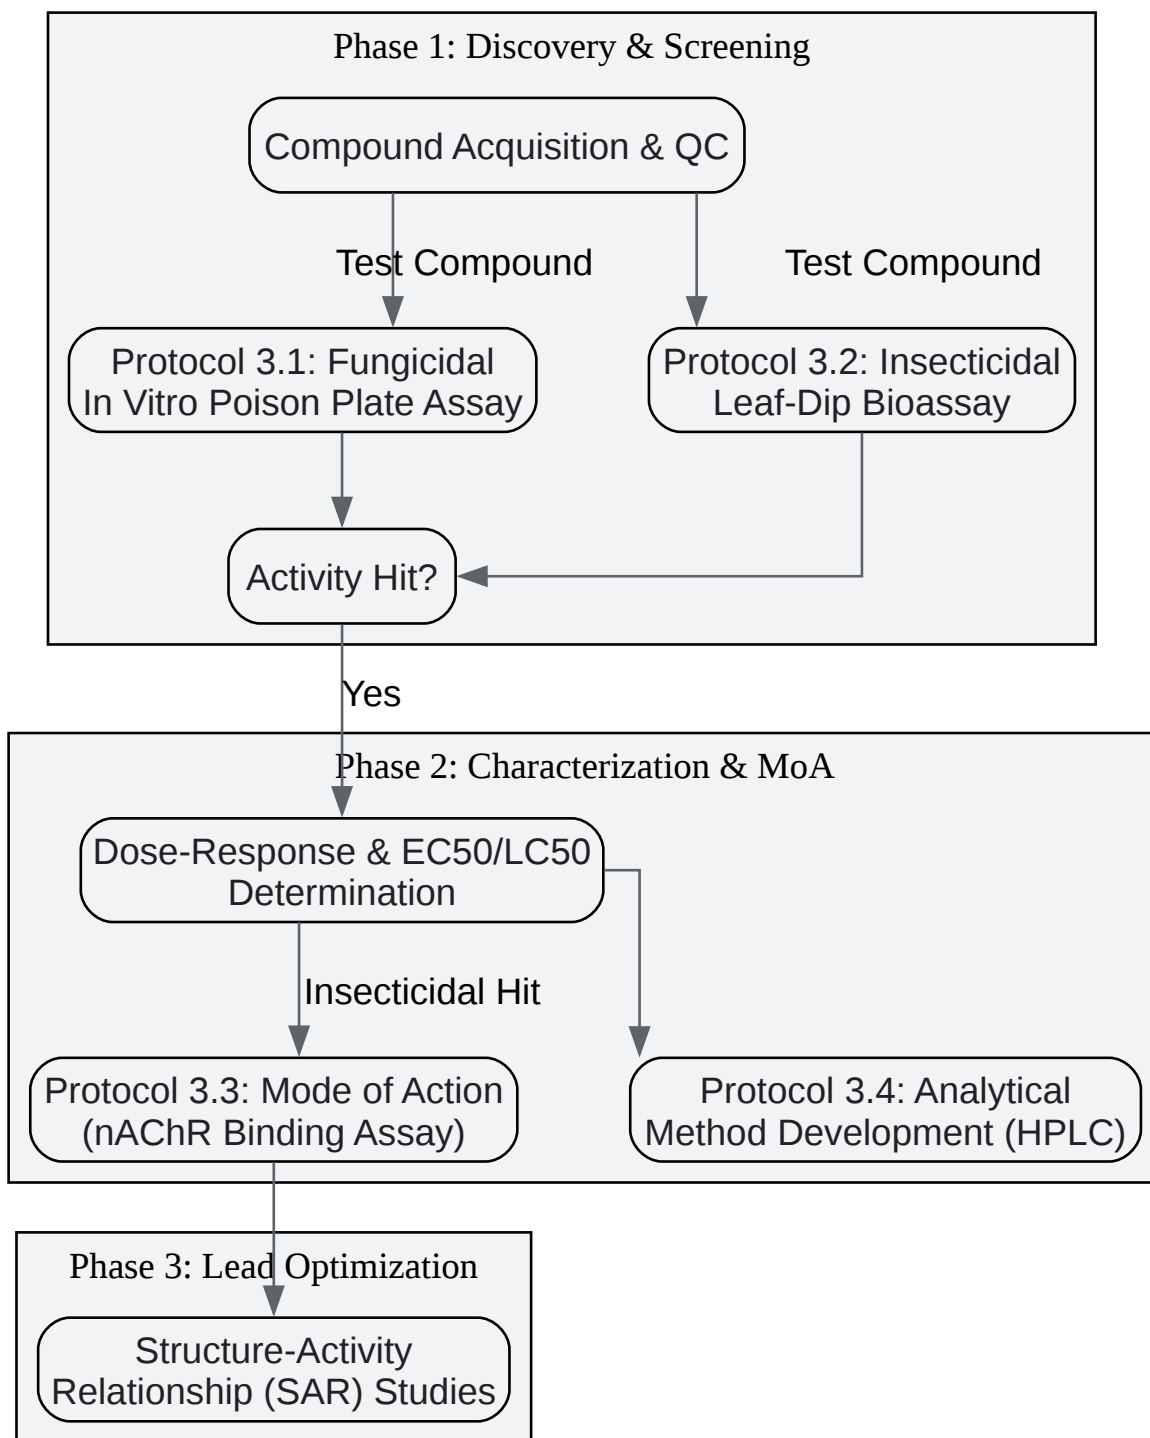 Phase 1: Discovery & Screening
Compound Acquisition & QC
Test Compound
Test Compound
Protocol 3.1: Fungicidal
In Vitro Poison Plate Assay
Protocol 3.2: Insecticidal
Leaf-Dip Bioassay
Activity Hit?
Yes
Phase 2: Characterization & MoA
Dose-Response & EC50/LC50
Determination
Insecticidal Hit
Protocol 3.3: Mode of Action
(nAChR Binding Assay)
Protocol 3.4: Analytical
Method Development (HPLC)
Phase 3: Lead Optimization
Structure-Activity
Relationship (SAR) Studies